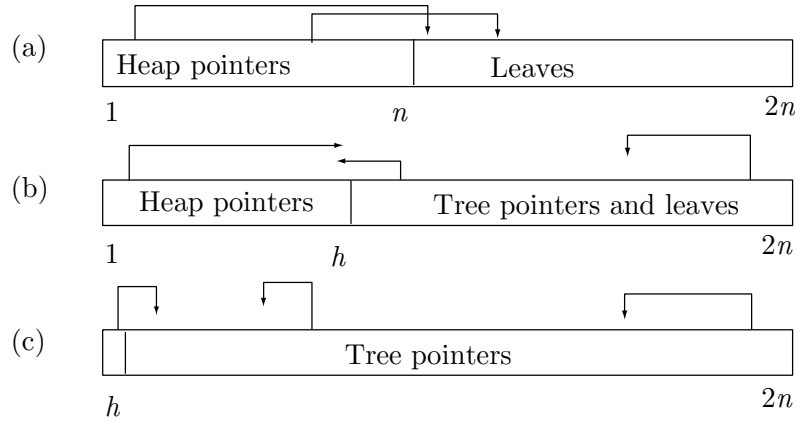 (a)
Heap pointers Leaves
1 n 2n
(b)
Heap pointers Tree pointers and leaves
1 h 2n
(c)
Tree pointers
h 2n